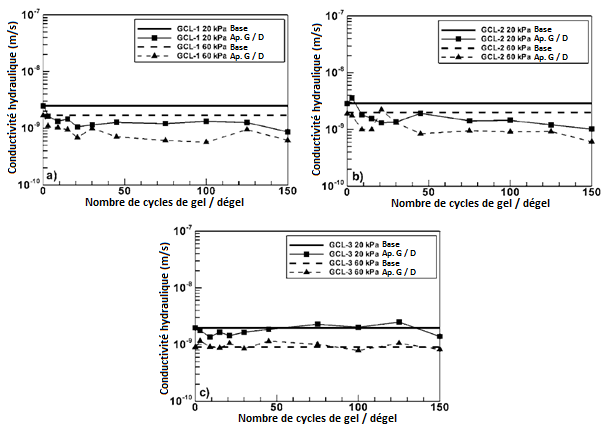 10⁻⁷
10⁻⁸
10⁻⁹
10⁻¹⁰
Conductivité hydraulique (m/s)
GCL-1 20 kPa Base
GCL-1 20 kPa Ap. G / D
GCL-1 60 kPa Base
GCL-1 60 kPa Ap. G / D
a)
0 50 100 150
Nombre de cycles de gel / dégel
10⁻⁷
10⁻⁸
10⁻⁹
10⁻¹⁰
Conductivité hydraulique (m/s)
GCL-2 20 kPa Base
GCL-2 20 kPa Ap. G / D
GCL-2 60 kPa Base
GCL-2 60 kPa Ap. G / D
b)
0 50 100 150
Nombre de cycles de gel / dégel
10⁻⁷
10⁻⁸
10⁻⁹
10⁻¹⁰
Conductivité hydraulique (m/s)
GCL-3 20 kPa Base
GCL-3 20 kPa Ap. G / D
GCL-3 60 kPa Base
GCL-3 60 kPa Ap. G / D
c)
0 50 100 150
Nombre de cycles de gel / dégel